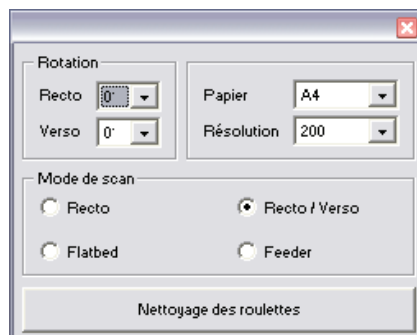 Rotation
Recto 0°
Verso 0°
Papier A4
Résolution 200
Mode de scan
Recto Recto / Verso
Flatbed Feeder
Nettoyage des roulettes